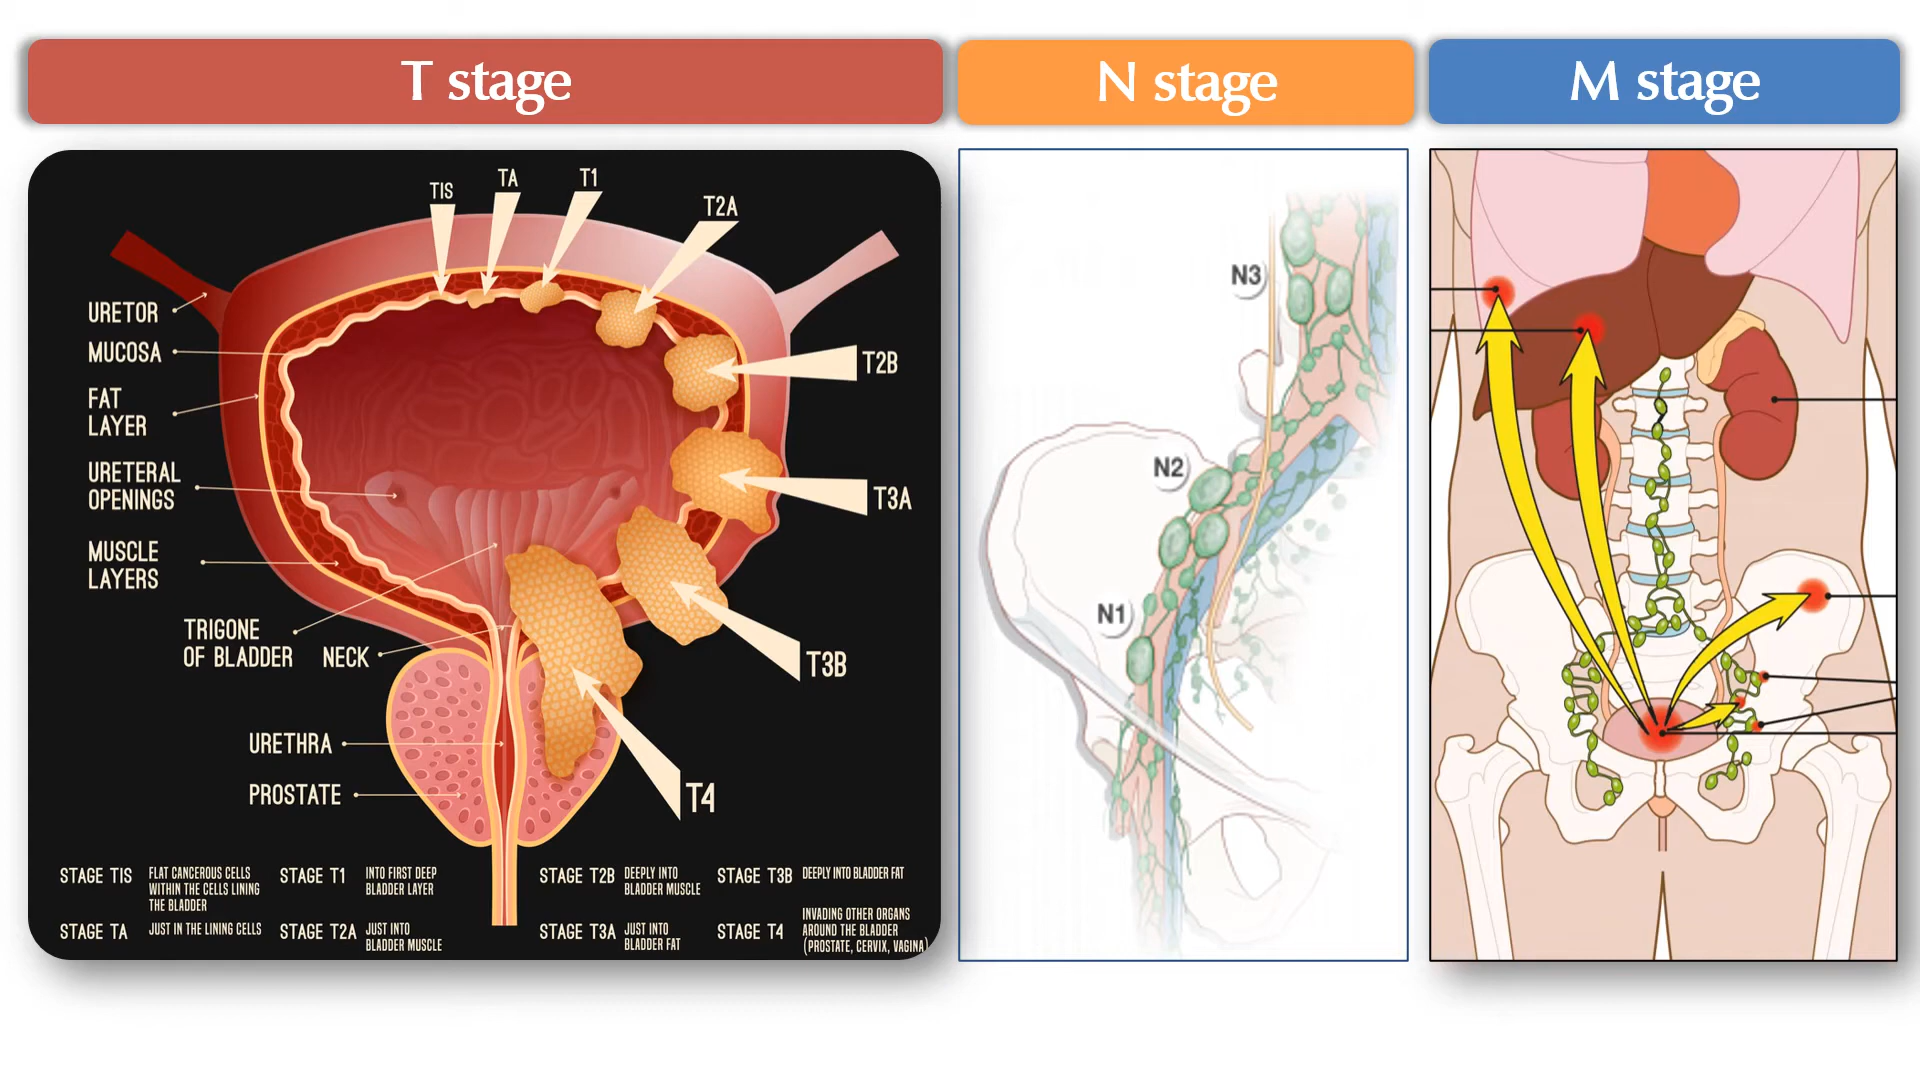 T stage
N stage
M stage
TIS
TA
T1
T2A
T2B
T3A
T3B
T4
URETOR
MUCOSA
FAT
LAYER
URETERAL
OPENINGS
MUSCLE
LAYERS
TRIGONE
OF BLADDER
NECK
URETHRA
PROSTATE
STAGE TIS
FLAT CANCEROUS CELLS
WITHIN THE CELLS LINING
THE BLADDER
STAGE TA
JUST IN THE LINING CELLS
STAGE T1
INTO FIRST DEEP
BLADDER LAYER
STAGE T2A
JUST INTO
BLADDER MUSCLE
STAGE T2B
DEEPLY INTO
BLADDER MUSCLE
STAGE T3A
JUST INTO
BLADDER FAT
STAGE T3B
DEEPLY INTO BLADDER FAT
STAGE T4
INVADING OTHER ORGANS
AROUND THE BLADDER
(PROSTATE, CERVIX, VAGINA)
N3
N2
N1